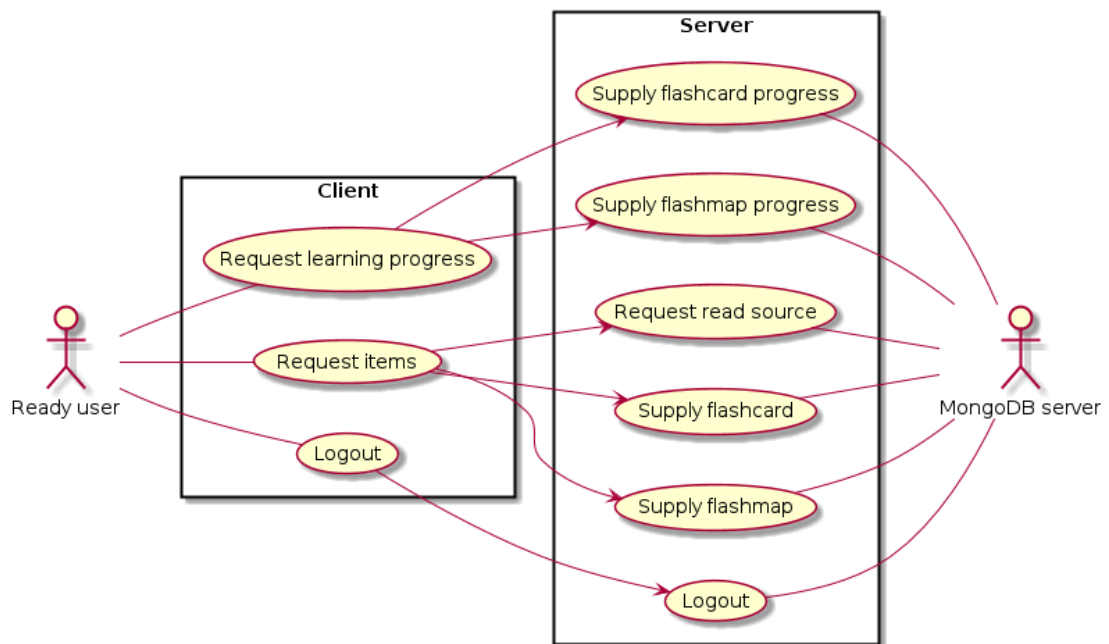 Server
Supply flashcard progress
Client
Supply flashmap progress
Request learning progress
Request read source
Request items
Ready user
MongoDB server
Supply flashcard
Logout
Supply flashmap
Logout